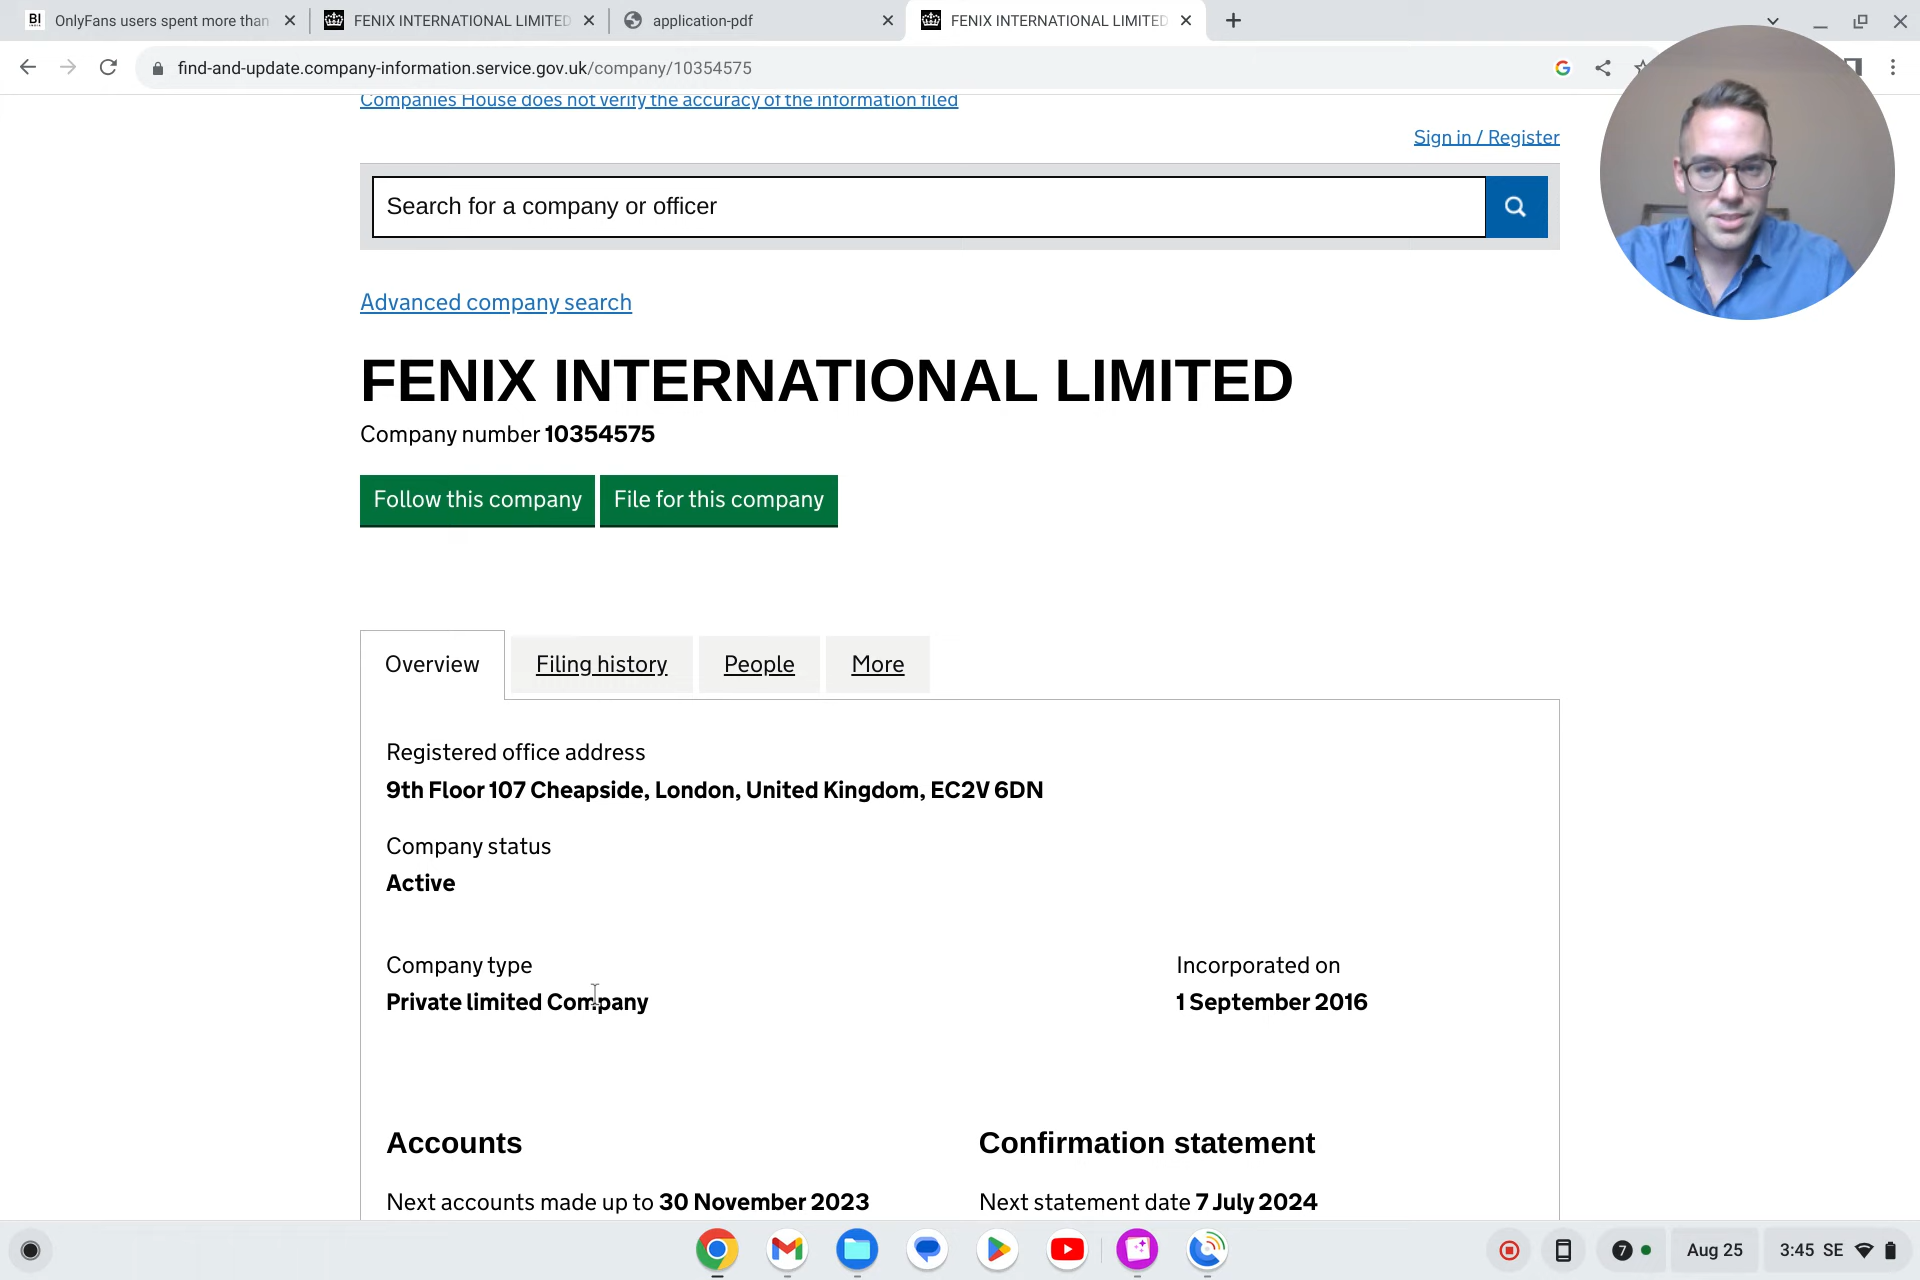 BI OnlyFans users spent more than
FENIX INTERNATIONAL LIMITED
application-pdf
FENIX INTERNATIONAL LIMITED
find-and-update.company-information.service.gov.uk/company/10354575
Companies House does not verify the accuracy of the information filed
Sign in / Register
Search for a company or officer
Advanced company search
FENIX INTERNATIONAL LIMITED
Company number 10354575
Follow this company File for this company
Overview Filing history People More
Registered office address
9th Floor 107 Cheapside, London, United Kingdom, EC2V 6DN
Company status
Active
Company type
Private limited Company
Incorporated on
1 September 2016
Accounts
Next accounts made up to 30 November 2023
Confirmation statement
Next statement date 7 July 2024
7 Aug 25 3:45 SE